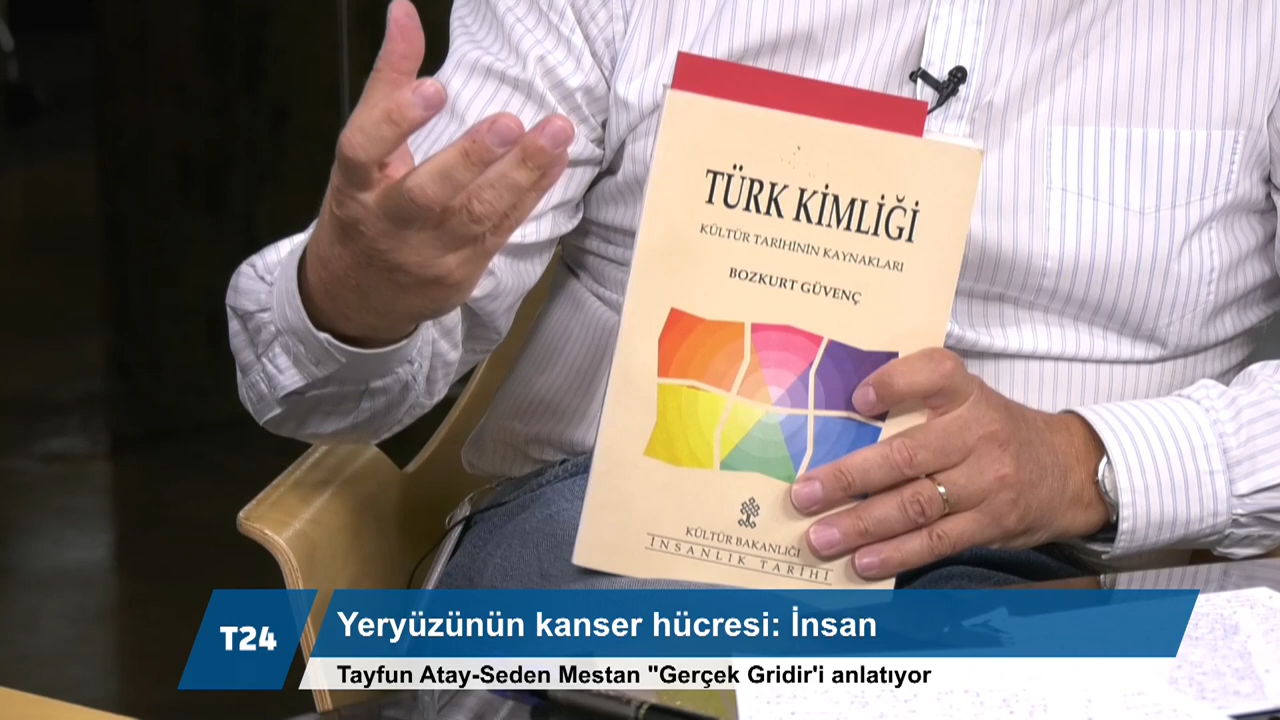 TÜRK KİMLİĞİ
KÜLTÜR TARİHİNİN KAYNAKLARI
BOZKURT GÜVENÇ
KÜLTÜR BAKANLIĞI
İNSANLIK TARİHİ
T24
Yeryüzünün kanser hücresi: İnsan
Tayfun Atay-Seden Mestan "Gerçek Gridir'i anlatıyor